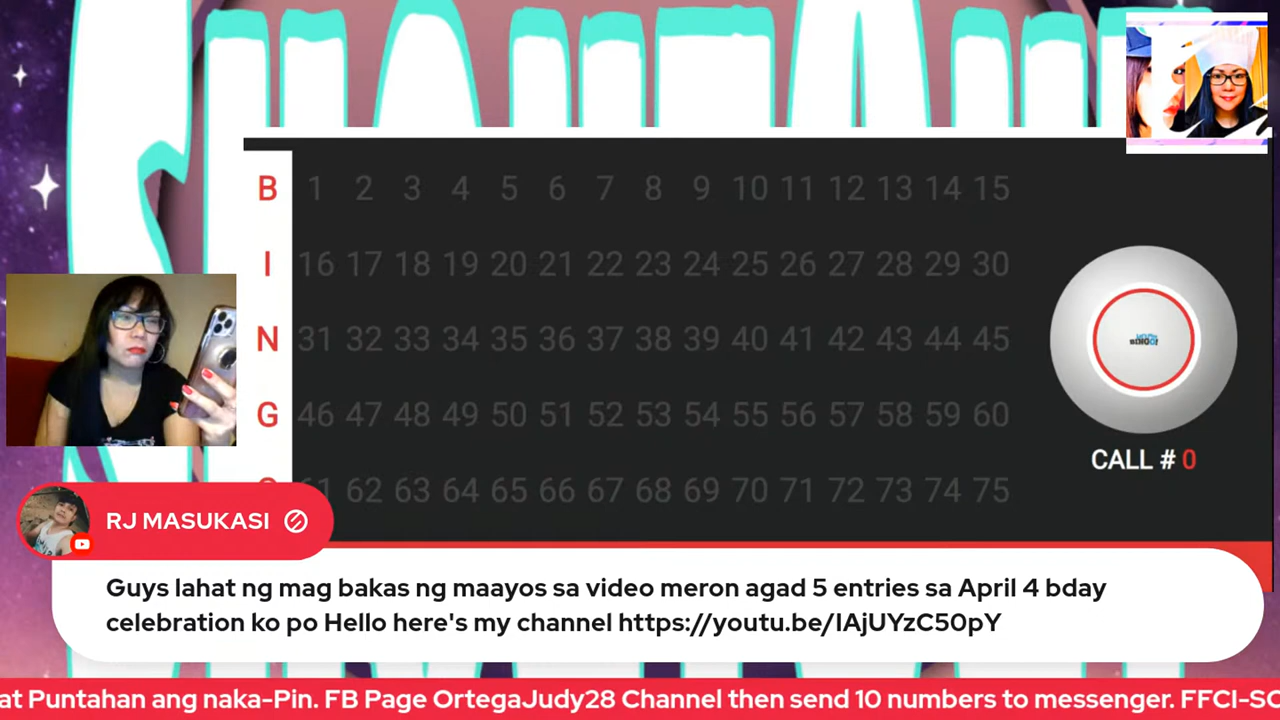 B 1 2 3 4 5 6 7 8 9 10 11 12 13 14 15
I 16 17 18 19 20 21 22 23 24 25 26 27 28 29 30
N 31 32 33 34 35 36 37 38 39 40 41 42 43 44 45
G 46 47 48 49 50 51 52 53 54 55 56 57 58 59 60
62 63 64 65 66 67 68 69 70 71 72 73 74 75
CALL # 0
RJ MASUKASI
Guys lahat ng mag bakas ng maayos sa video meron agad 5 entries sa April 4 bday
celebration ko po Hello here's my channel https://youtu.be/IAjUYzC50pY
at Puntahan ang naka-Pin. FB Page OrtegaJudy28 Channel then send 10 numbers to messenger. FFCI-SC